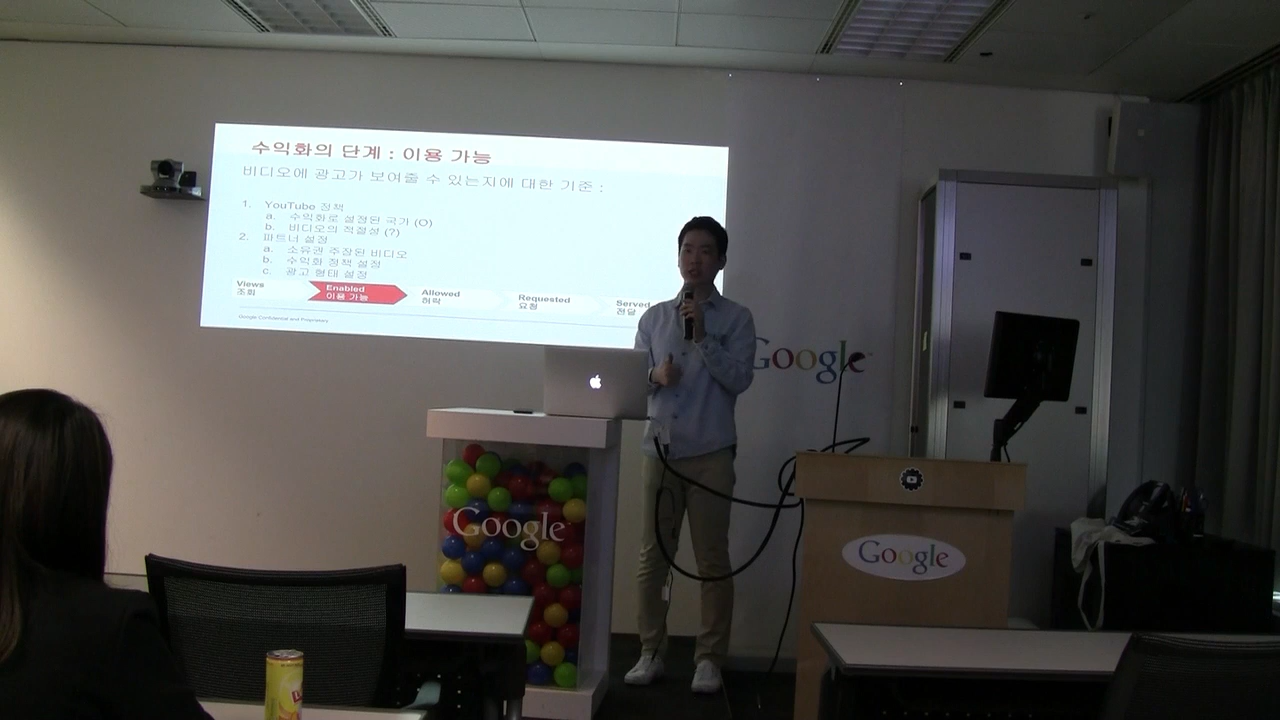 수익화의 단계 : 이용 가능
비디오에 광고가 보여줄 수 있는지에 대한 기준 :
1. YouTube 정책
a. 수익화로 설정된 국가 (O)
b. 비디오의 적절성 (?)
2. 파트너 설정
a. 소유권 주장된 비디오
b. 수익화 정책 설정
c. 광고 형태 설정
Views
조회
Enabled
이용 가능
Allowed
허락
Requested
요청
Served
전달
Google Confidential and Proprietary
Google
Google
Google